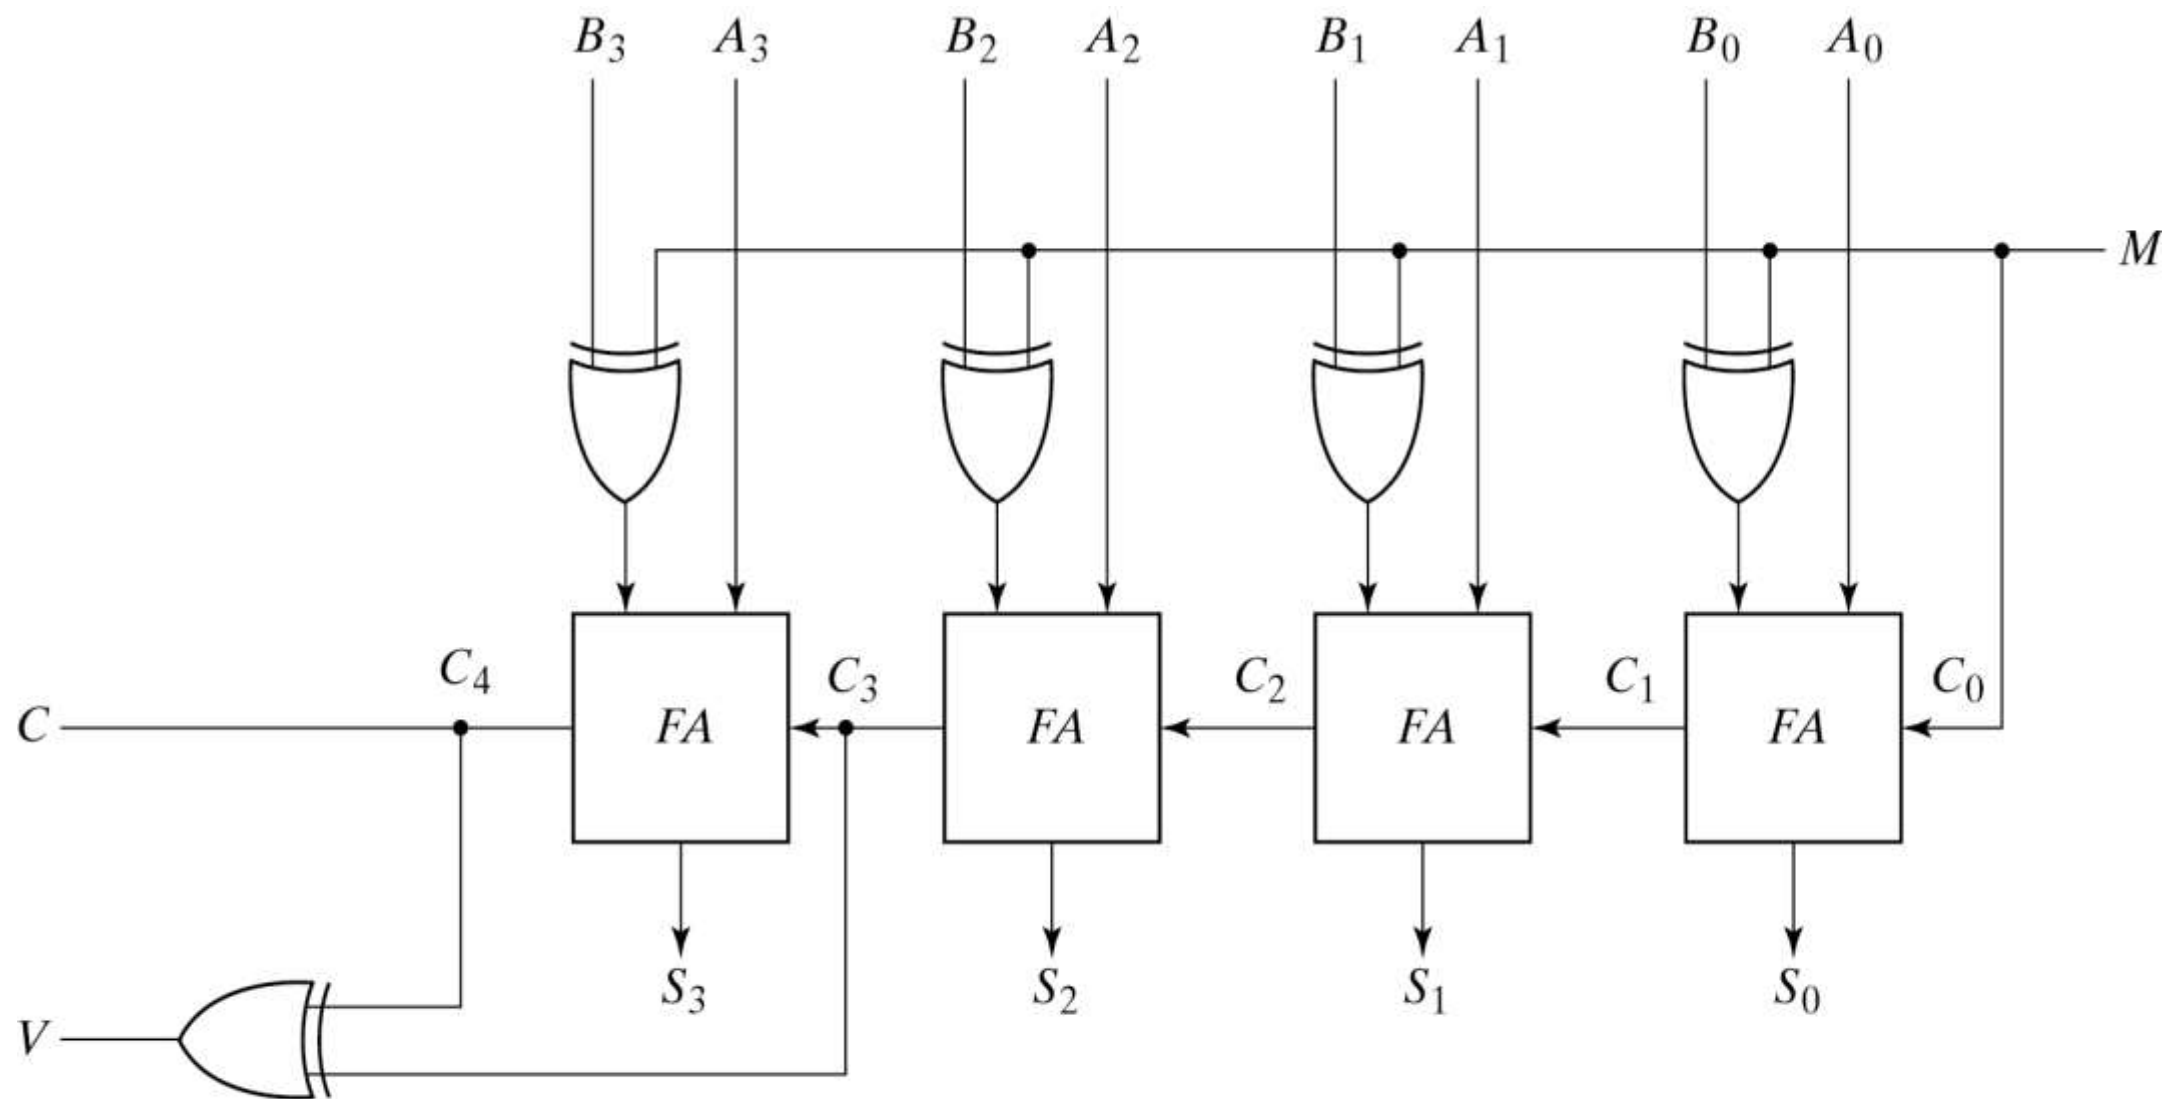 B₃ A₃ B₂ A₂ B₁ A₁ B₀ A₀
M
C₄ C₃ C₂ C₁ C₀
C FA FA FA FA
S₃ S₂ S₁ S₀
V